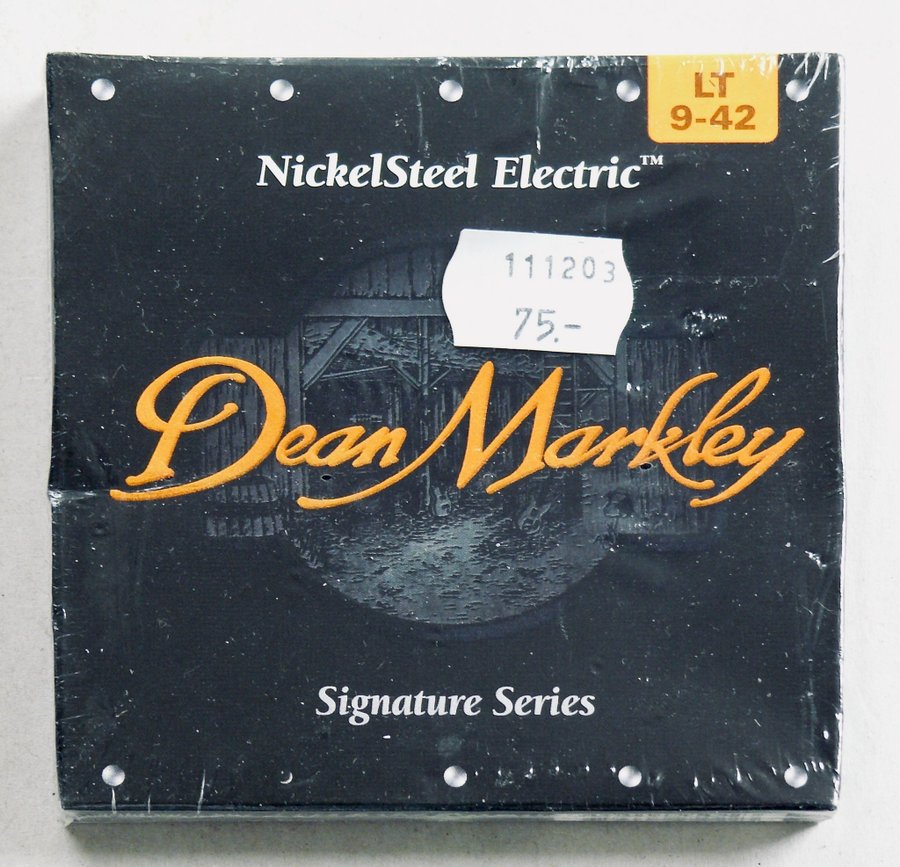 LT
9-42
NickelSteel Electric™
111203
75.-
Dean Markley
Signature Series